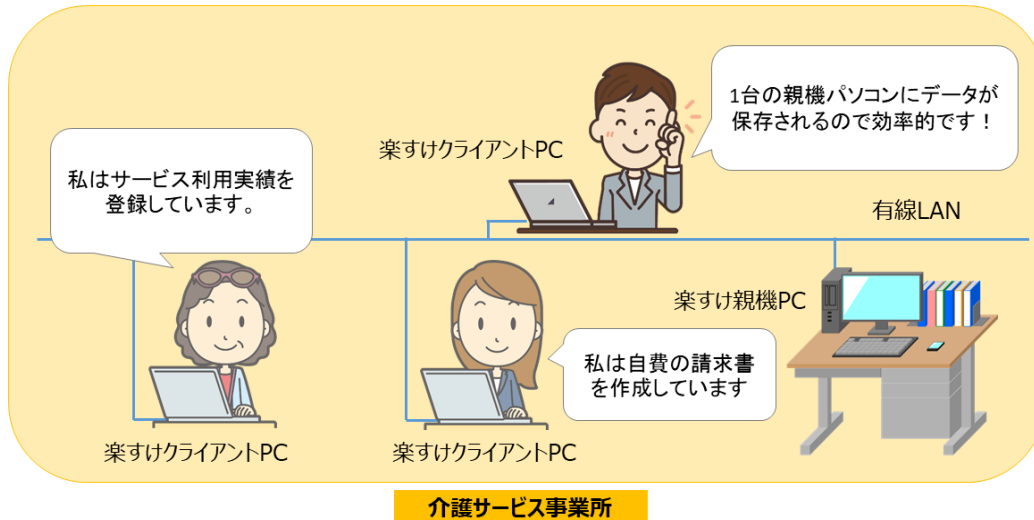 1台の親機パソコンにデータが
保存されるので効率的です!
楽すけクライアントPC
私はサービス利用実績を
登録しています。
有線LAN
楽すけ親機PC
私は自費の請求書
を作成しています
楽すけクライアントPC
楽すけクライアントPC
介護サービス事業所